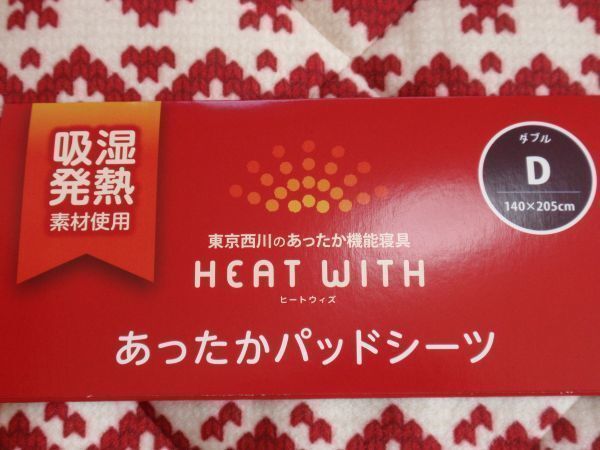 吸湿
発熱
素材使用
ダブル
D
140×205cm
東京西川のあったか機能寝具
HEAT WITH
ヒートウィズ
あったかパッドシーツ